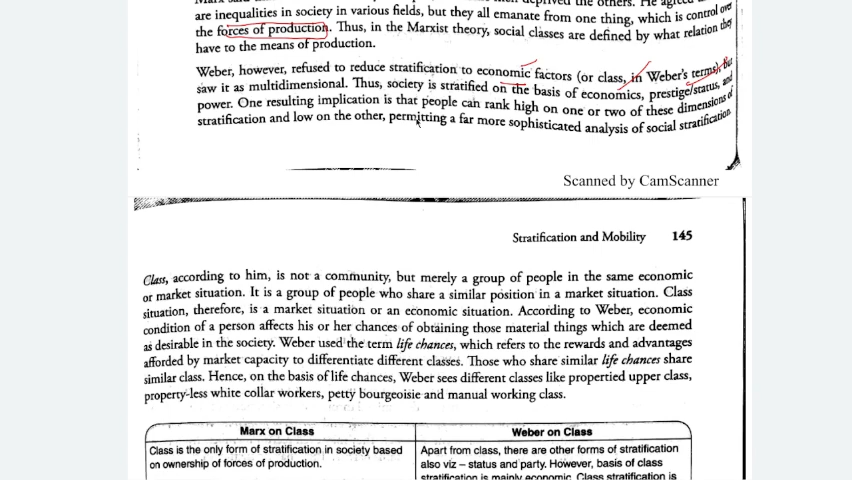 deprived the others. He agreed
are inequalities in society in various fields, but they all emanate from one thing, which is control over
the forces of production. Thus, in the Marxist theory, social classes are defined by what relation they
have to the means of production.
Weber, however, refused to reduce stratification to economic factors (or class, in Weber's terms), but
saw it as multidimensional. Thus, society is stratified on the basis of economics, prestige/status, and
power. One resulting implication is that people can rank high on one or two of these dimensions of
stratification and low on the other, permitting a far more sophisticated analysis of social stratification.
Scanned by CamScanner
Stratification and Mobility 145
Class, according to him, is not a community, but merely a group of people in the same economic
or market situation. It is a group of people who share a similar position in a market situation. Class
situation, therefore, is a market situation or an economic situation. According to Weber, economic
condition of a person affects his or her chances of obtaining those material things which are deemed
as desirable in the society. Weber used the term life chances, which refers to the rewards and advantages
afforded by market capacity to differentiate different classes. Those who share similar life chances share
similar class. Hence, on the basis of life chances, Weber sees different classes like propertied upper class,
property-less white collar workers, petty bourgeoisie and manual working class.
Marx on Class
Weber on Class
Class is the only form of stratification in society based
on ownership of forces of production.
Apart from class, there are other forms of stratification
also viz – status and party. However, basis of class
stratification is mainly economic. Class stratification is